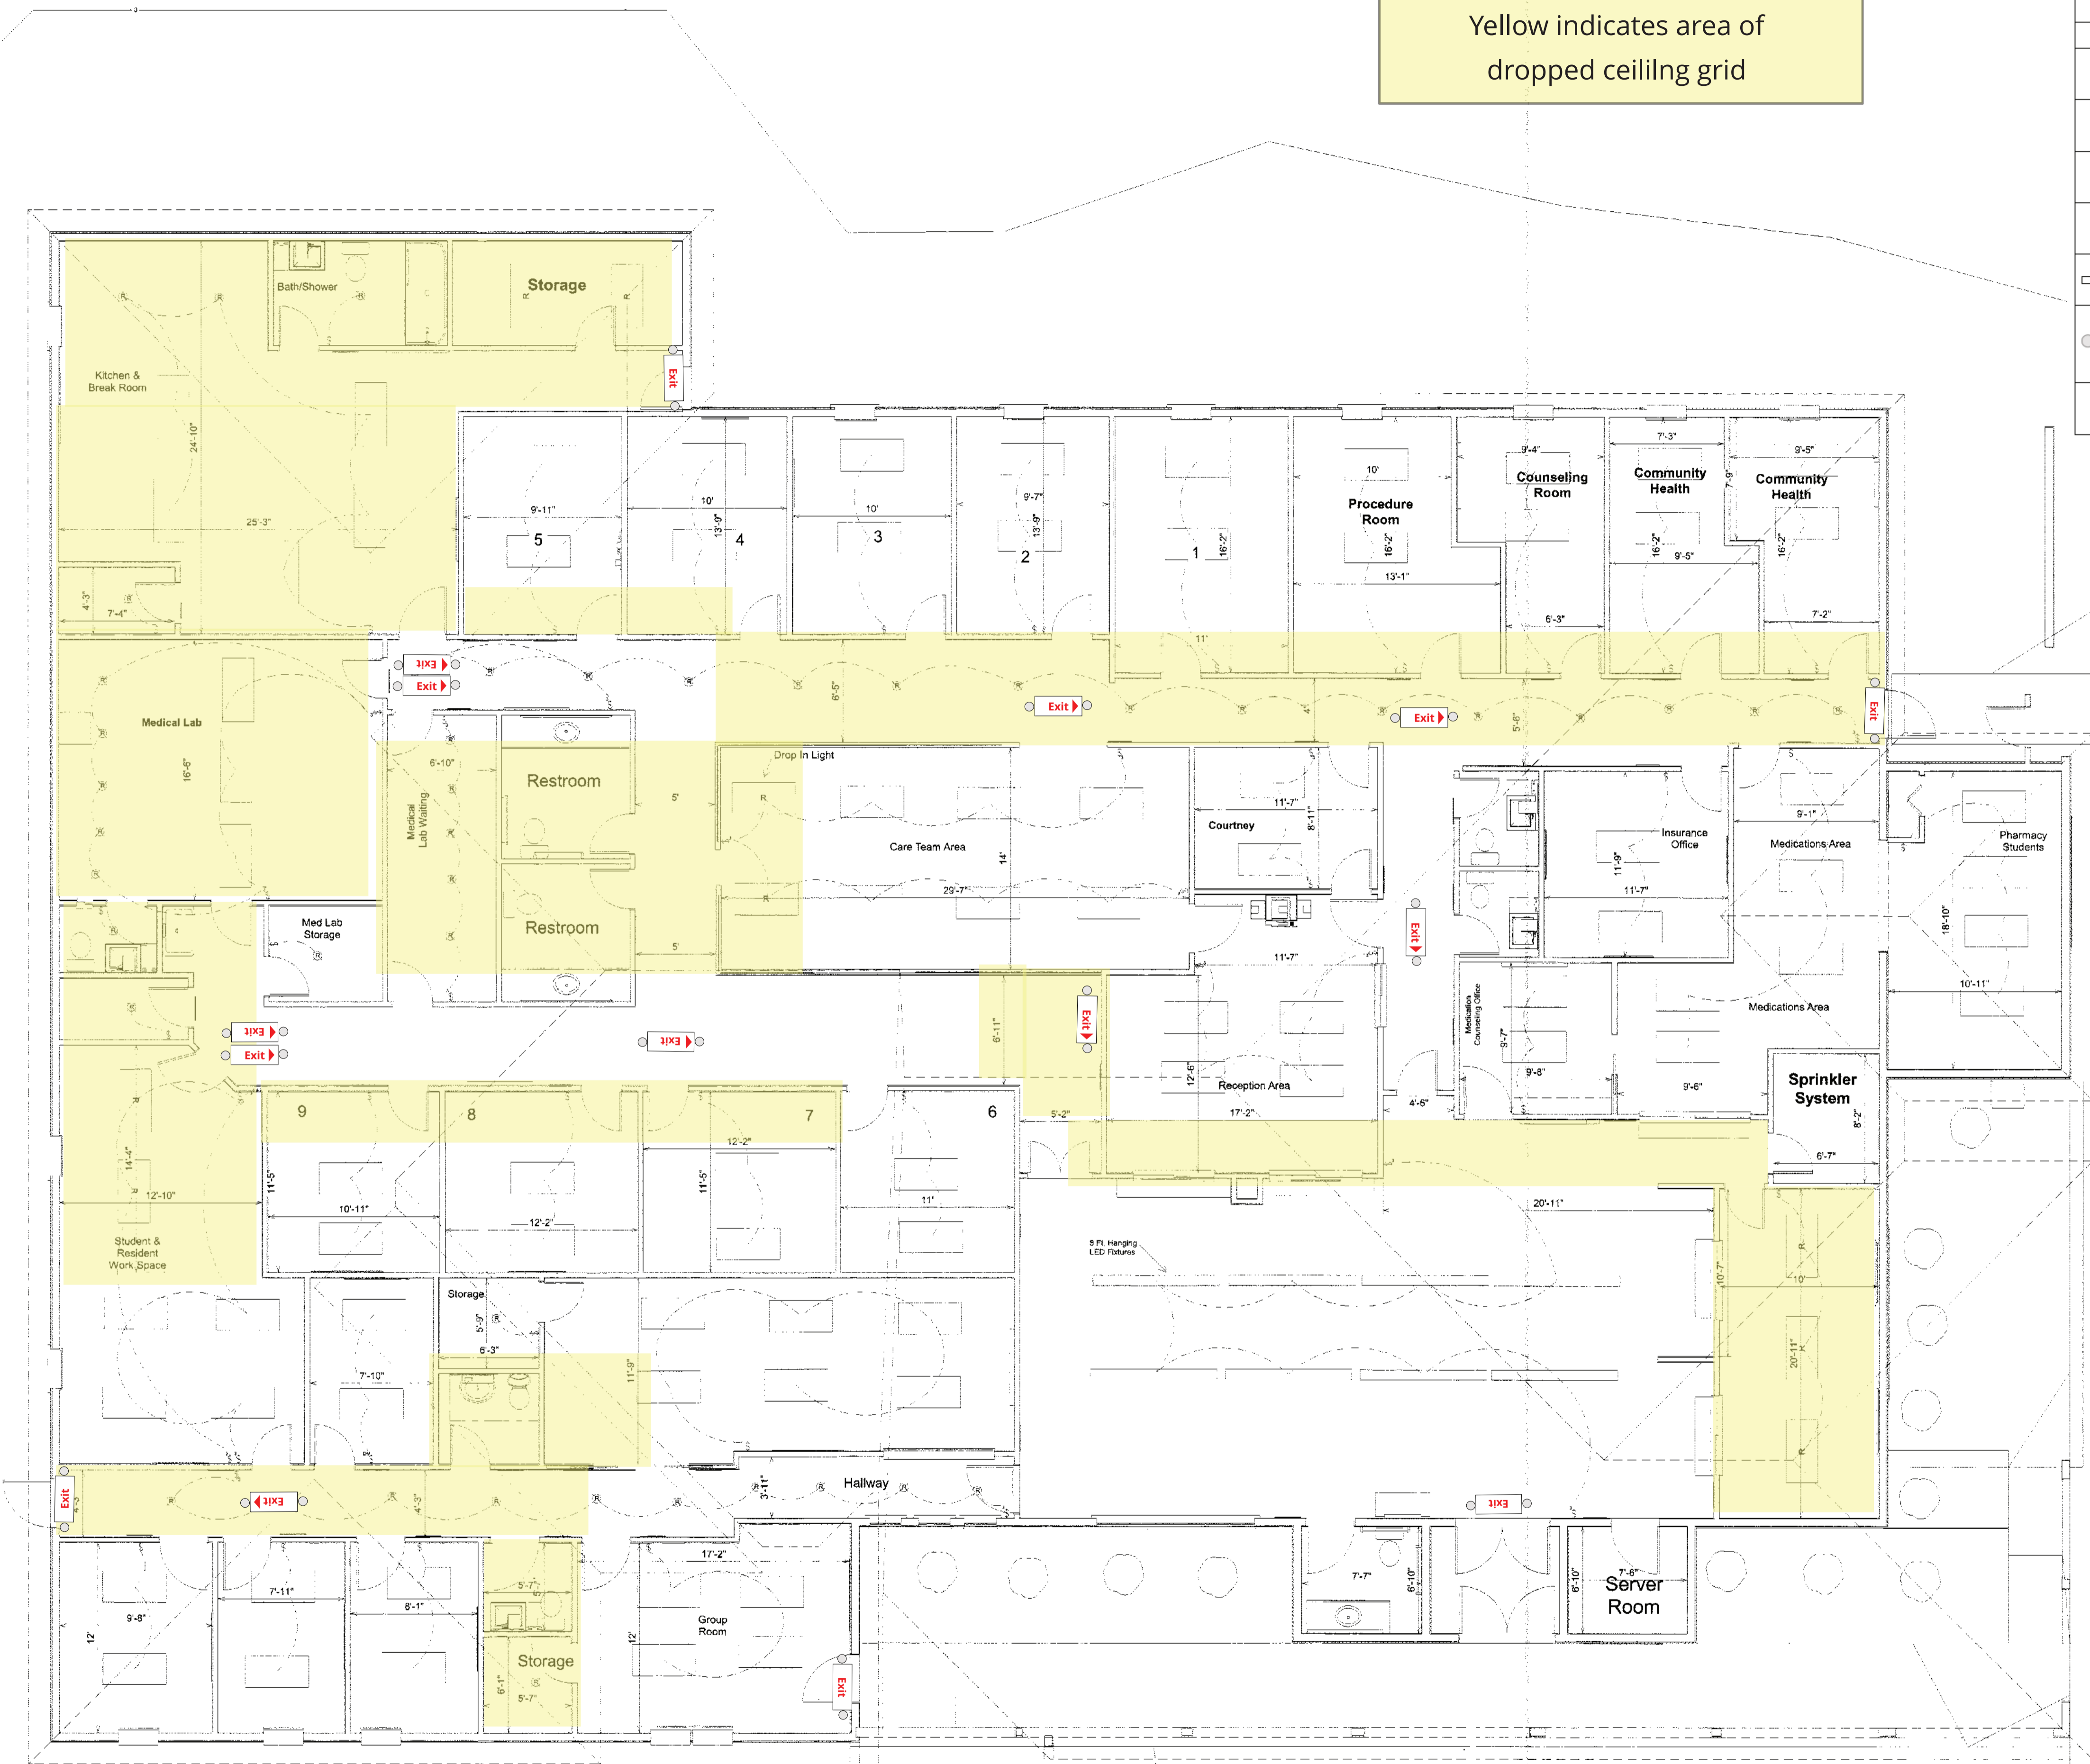 Yellow indicates area of
dropped ceililng grid
Bath/Shower
Storage
R
R
R
R
R
Kitchen &
Break Room
Exit
24'-10"
25'-3"
4'-3"
7'-4"
R
9'-11"
5
10'
13'-9"
4
10'
3
9'-7"
13'-9"
2
1
16'-2"
11'
10'
Procedure
Room
16'-2"
13'-1"
9'-4"
Counseling
Room
6'-3"
7'-3"
Community
Health
16'-2"
9'-5"
7'-9"
9'-5"
Community
Health
16'-2"
7'-2"
Exit
Exit
Exit
Exit
Exit
6'-5"
4'
5'-6"
Medical Lab
16'-6"
6'-10"
Medical
Lab Waiting
Restroom
5'
Restroom
5'
Drop In Light
R
Care Team Area
14'
29'-7"
R
11'-7"
8'-11"
Courtney
11'-7"
Exit
Insurance
Office
11'-9"
11'-7"
9'-1"
Medications Area
Pharmacy
Students
18'-10"
10'-11"
Med Lab
Storage
Exit
Exit
Exit
6'-11"
Exit
5'-2"
12'-6"
Reception Area
17'-2"
4'-6"
Medication
Counseling Office
9'-7"
9'-8"
Medications Area
9'-6"
Sprinkler
System
8'-2"
6'-7"
9
8
7
6
11'-5"
10'-11"
12'-2"
12'-2"
11'-5"
11'
R
14'-4"
R
12'-10"
Student &
Resident
Work Space
8 Ft. Hanging
LED Fixtures
20'-11"
10'-7"
R
10'
20'-11"
R
R
Storage
5'-9"
6'-3"
7'-10"
11'-9"
Exit
4'-3"
Exit
4'-3"
3'-11"
Hallway
Exit
9'-8"
12'
7'-11"
8'-1"
5'-7"
Storage
6'-1"
5'-7"
17'-2"
12'
Group
Room
Exit
7'-7"
6'-10"
6'-10"
7'-6"
Server
Room